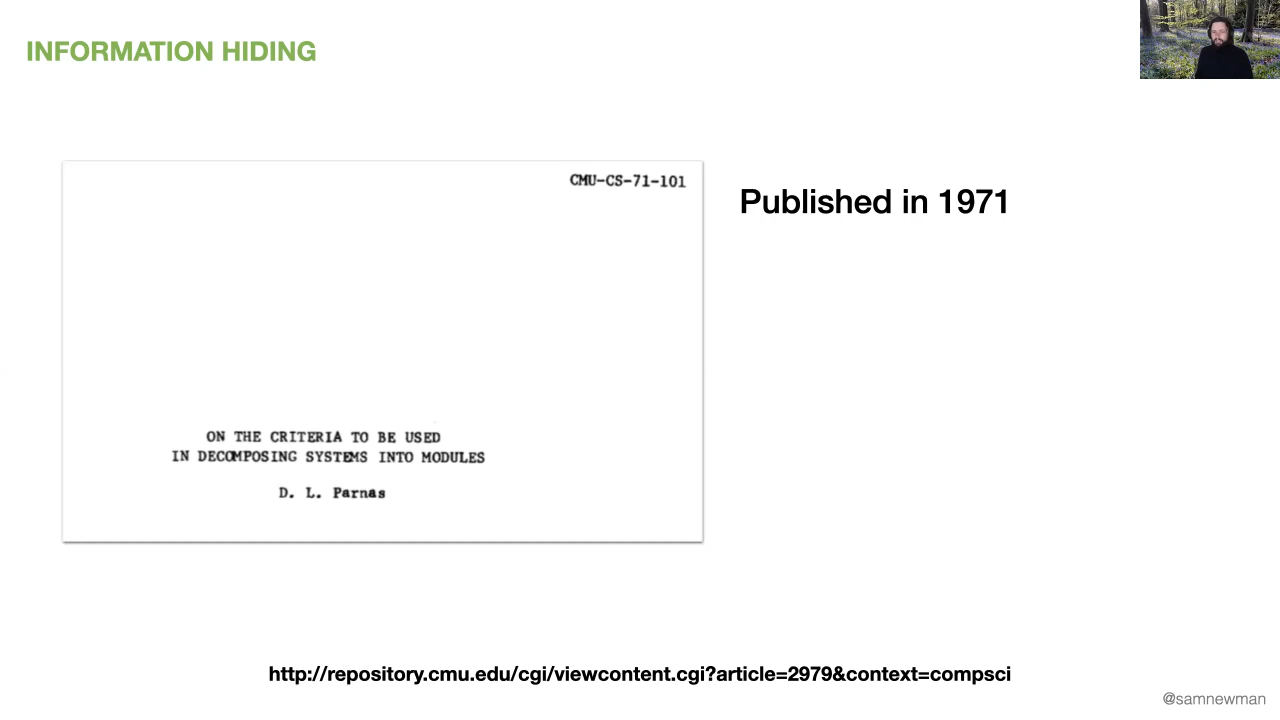 INFORMATION HIDING
CMU-CS-71-101
Published in 1971
ON THE CRITERIA TO BE USED
IN DECOMPOSING SYSTEMS INTO MODULES
D. L. Parnas
http://repository.cmu.edu/cgi/viewcontent.cgi?article=2979&context=compsci
@samnewman